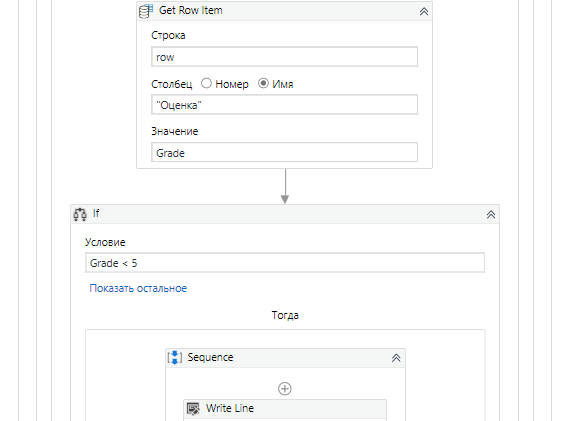 Get Row Item
Строка
row
Столбец Номер Имя
"Оценка"
Значение
Grade
If
Условие
Grade < 5
Показать остальное
Тогда
Sequence
Write Line